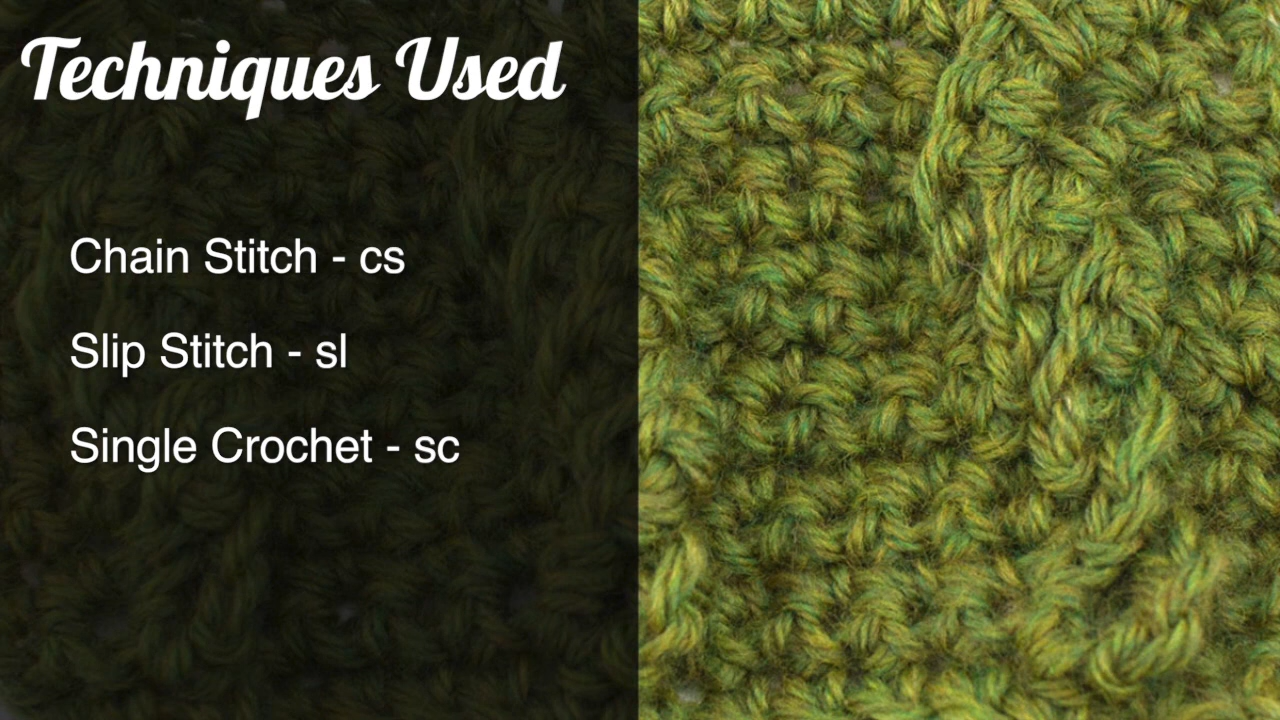 Techniques Used
Chain Stitch - cs
Slip Stitch - sl
Single Crochet - sc